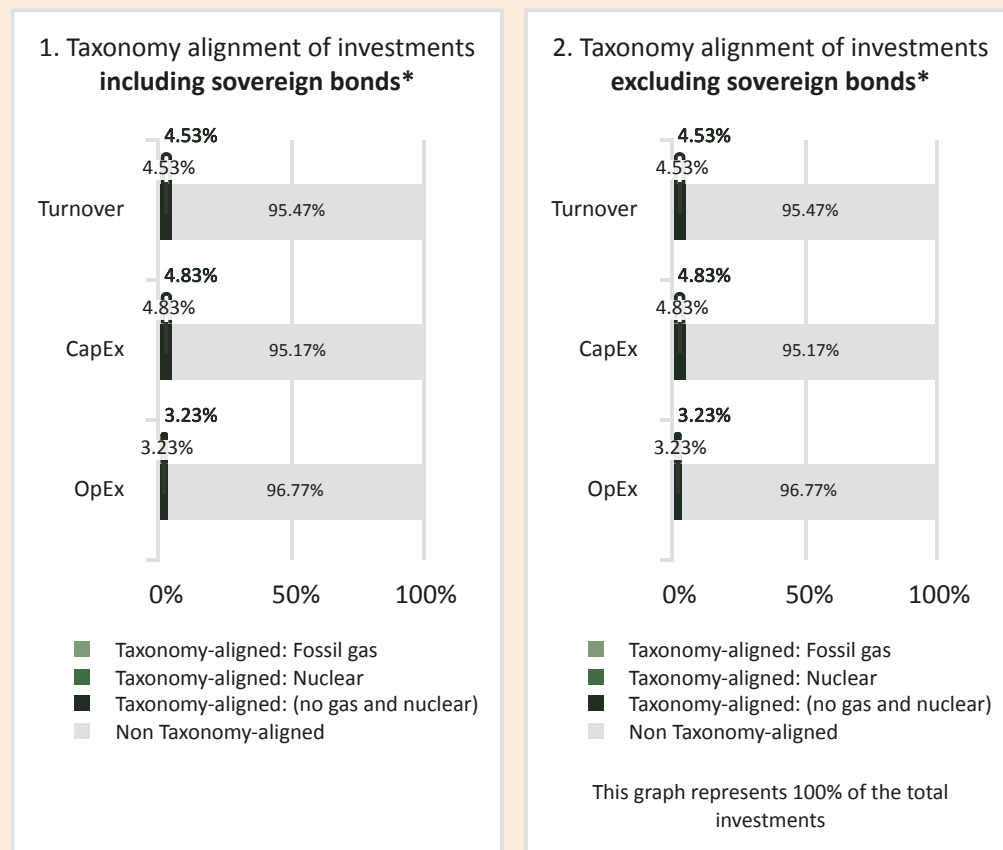 1. Taxonomy alignment of investments
including sovereign bonds*
4.53%
4.53%
Turnover
95.47%
4.83%
4.83%
CapEx
95.17%
3.23%
3.23%
OpEx
96.77%
0% 50% 100%
Taxonomy-aligned: Fossil gas
Taxonomy-aligned: Nuclear
Taxonomy-aligned: (no gas and nuclear)
Non Taxonomy-aligned
2. Taxonomy alignment of investments
excluding sovereign bonds*
4.53%
4.53%
Turnover
95.47%
4.83%
4.83%
CapEx
95.17%
3.23%
3.23%
OpEx
96.77%
0% 50% 100%
Taxonomy-aligned: Fossil gas
Taxonomy-aligned: Nuclear
Taxonomy-aligned: (no gas and nuclear)
Non Taxonomy-aligned
This graph represents 100% of the total
investments